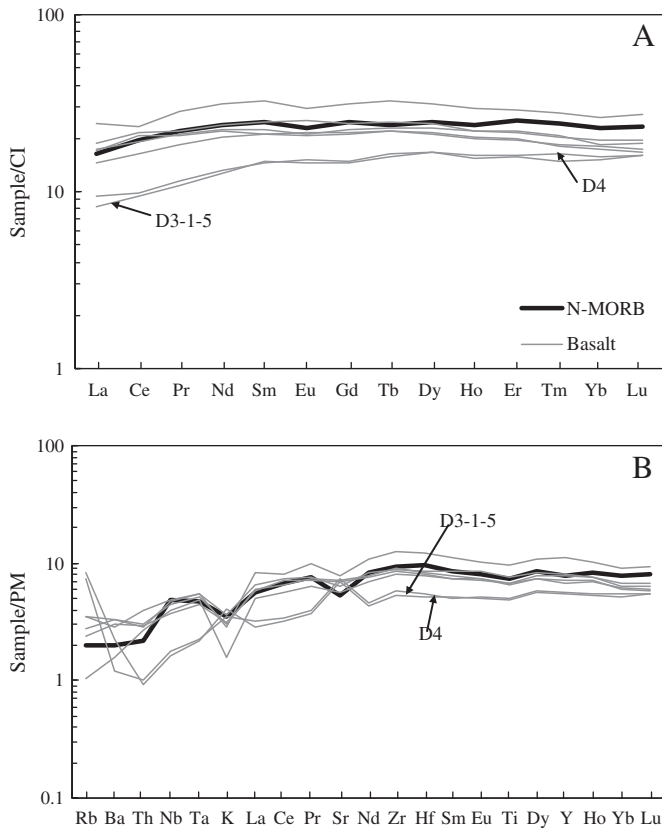 A
100
10
1
Sample/CI
D4
D3-1-5
N-MORB
Basalt
La Ce Pr Nd Sm Eu Gd Tb Dy Ho Er Tm Yb Lu
B
100
10
1
0.1
Sample/PM
D3-1-5
D4
Rb Ba Th Nb Ta K La Ce Pr Sr Nd Zr Hf Sm Eu Ti Dy Y Ho Yb Lu